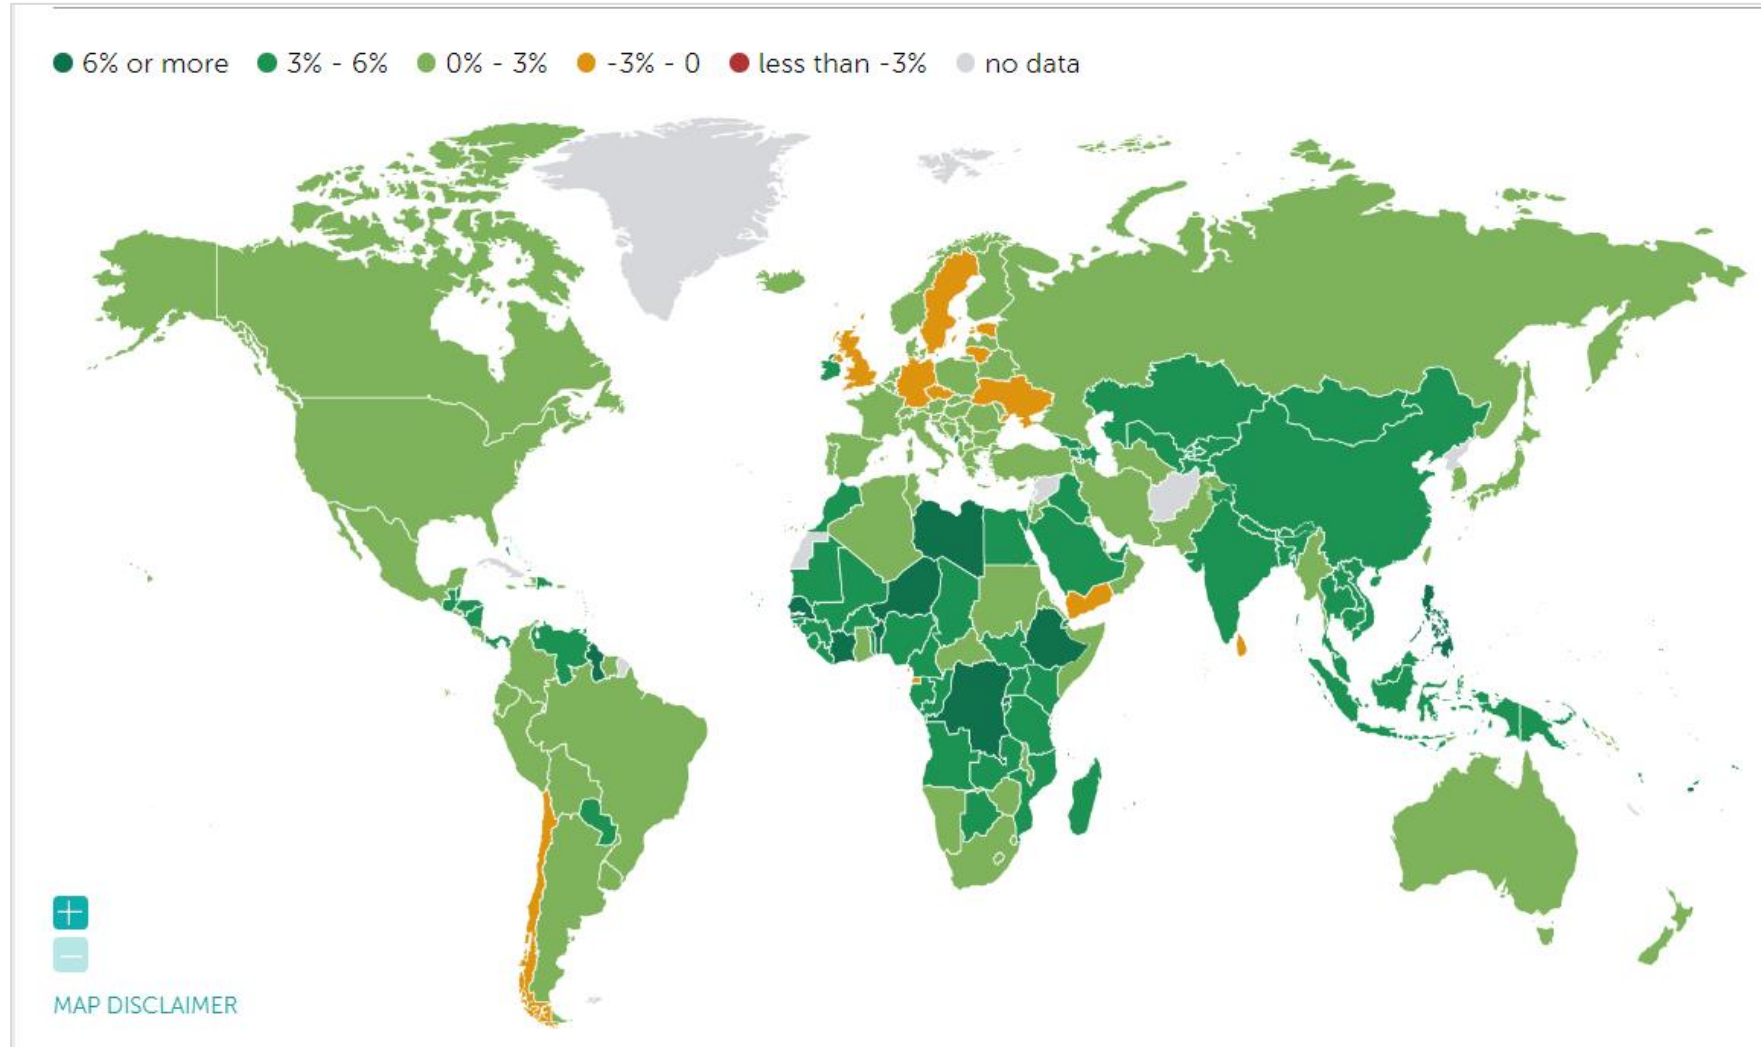 6% or more 3% - 6% 0% - 3% -3% - 0 less than -3% no data
MAP DISCLAIMER